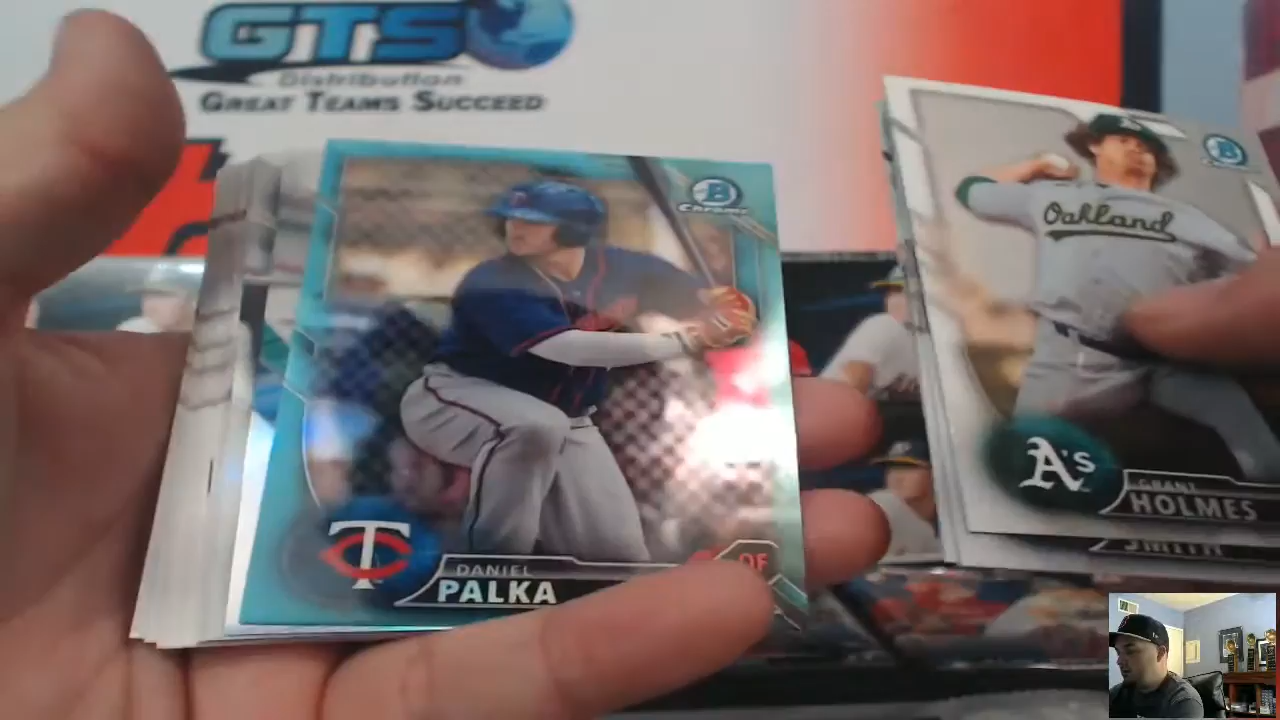 GTS
Distribution
GREAT TEAMS SUCCEED
B
Chrome
T
C
DANIEL
PALKA
OF
B
Oakland
A's
GRANT
HOLMES
SMITH